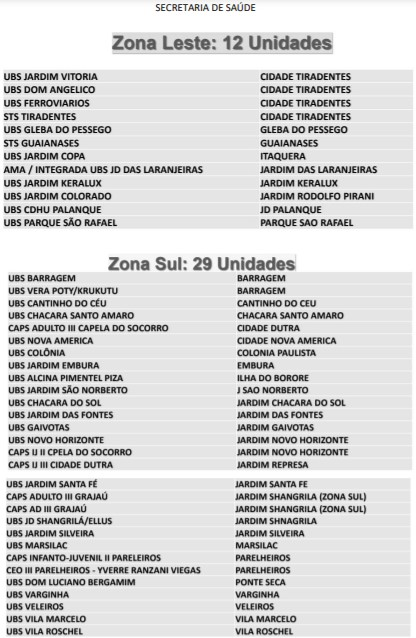 SECRETARIA DE SAÚDE
Zona Leste: 12 Unidades
UBS JARDIM VITORIA CIDADE TIRADENTES
UBS DOM ANGELICO CIDADE TIRADENTES
UBS FERROVIARIOS CIDADE TIRADENTES
STS TIRADENTES CIDADE TIRADENTES
UBS GLEBA DO PESSEGO GLEBA DO PESSEGO
STS GUAIANASES GUAIANASES
UBS JARDIM COPA ITAQUERA
AMA / INTEGRADA UBS JD DAS LARANJEIRAS JARDIM DAS LARANJEIRAS
UBS JARDIM KERALUX JARDIM KERALUX
UBS JARDIM COLORADO JARDIM RODOLFO PIRANI
UBS CDHU PALANQUE JD PALANQUE
UBS PARQUE SÃO RAFAEL PARQUE SAO RAFAEL
Zona Sul: 29 Unidades
UBS BARRAGEM BARRAGEM
UBS VERA POTY/KRUKUTU BARRAGEM
UBS CANTINHO DO CÉU CANTINHO DO CEU
UBS CHACARA SANTO AMARO CHACARA SANTO AMARO
CAPS ADULTO III CAPELA DO SOCORRO CIDADE DUTRA
UBS NOVA AMERICA CIDADE NOVA AMERICA
UBS COLÔNIA COLONIA PAULISTA
UBS JARDIM EMBURA EMBURA
UBS ALCINA PIMENTEL PIZA ILHA DO BORORE
UBS JARDIM SÃO NORBERTO J SAO NORBERTO
UBS CHACARA DO SOL JARDIM CHACARA DO SOL
UBS JARDIM DAS FONTES JARDIM DAS FONTES
UBS GAIVOTAS JARDIM GAIVOTAS
UBS NOVO HORIZONTE JARDIM NOVO HORIZONTE
CAPS IJ II CPELA DO SOCORRO JARDIM NOVO HORIZONTE
CAPS IJ III CIDADE DUTRA JARDIM REPRESA
UBS JARDIM SANTA FÉ JARDIM SANTA FE
CAPS ADULTO III GRAJAÚ JARDIM SHANGRILA (ZONA SUL)
CAPS AD III GRAJAÚ JARDIM SHANGRILA (ZONA SUL)
UBS JD SHANGRILÁ/ELLUS JARDIM SHNAGRILA
UBS JARDIM SILVEIRA JARDIM SILVEIRA
UBS MARSILAC MARSILAC
CAPS INFANTO-JUVENIL II PARELEIROS PARELHEIROS
CEO III PARELHEIROS - YVERRE RANZANI VIEGAS PARELHEIROS
UBS DOM LUCIANO BERGAMIM PONTE SECA
UBS VARGINHA VARGINHA
UBS VELEIROS VELEIROS
UBS VILA MARCELO VILA MARCELO
UBS VILA ROSCHEL VILA ROSCHEL